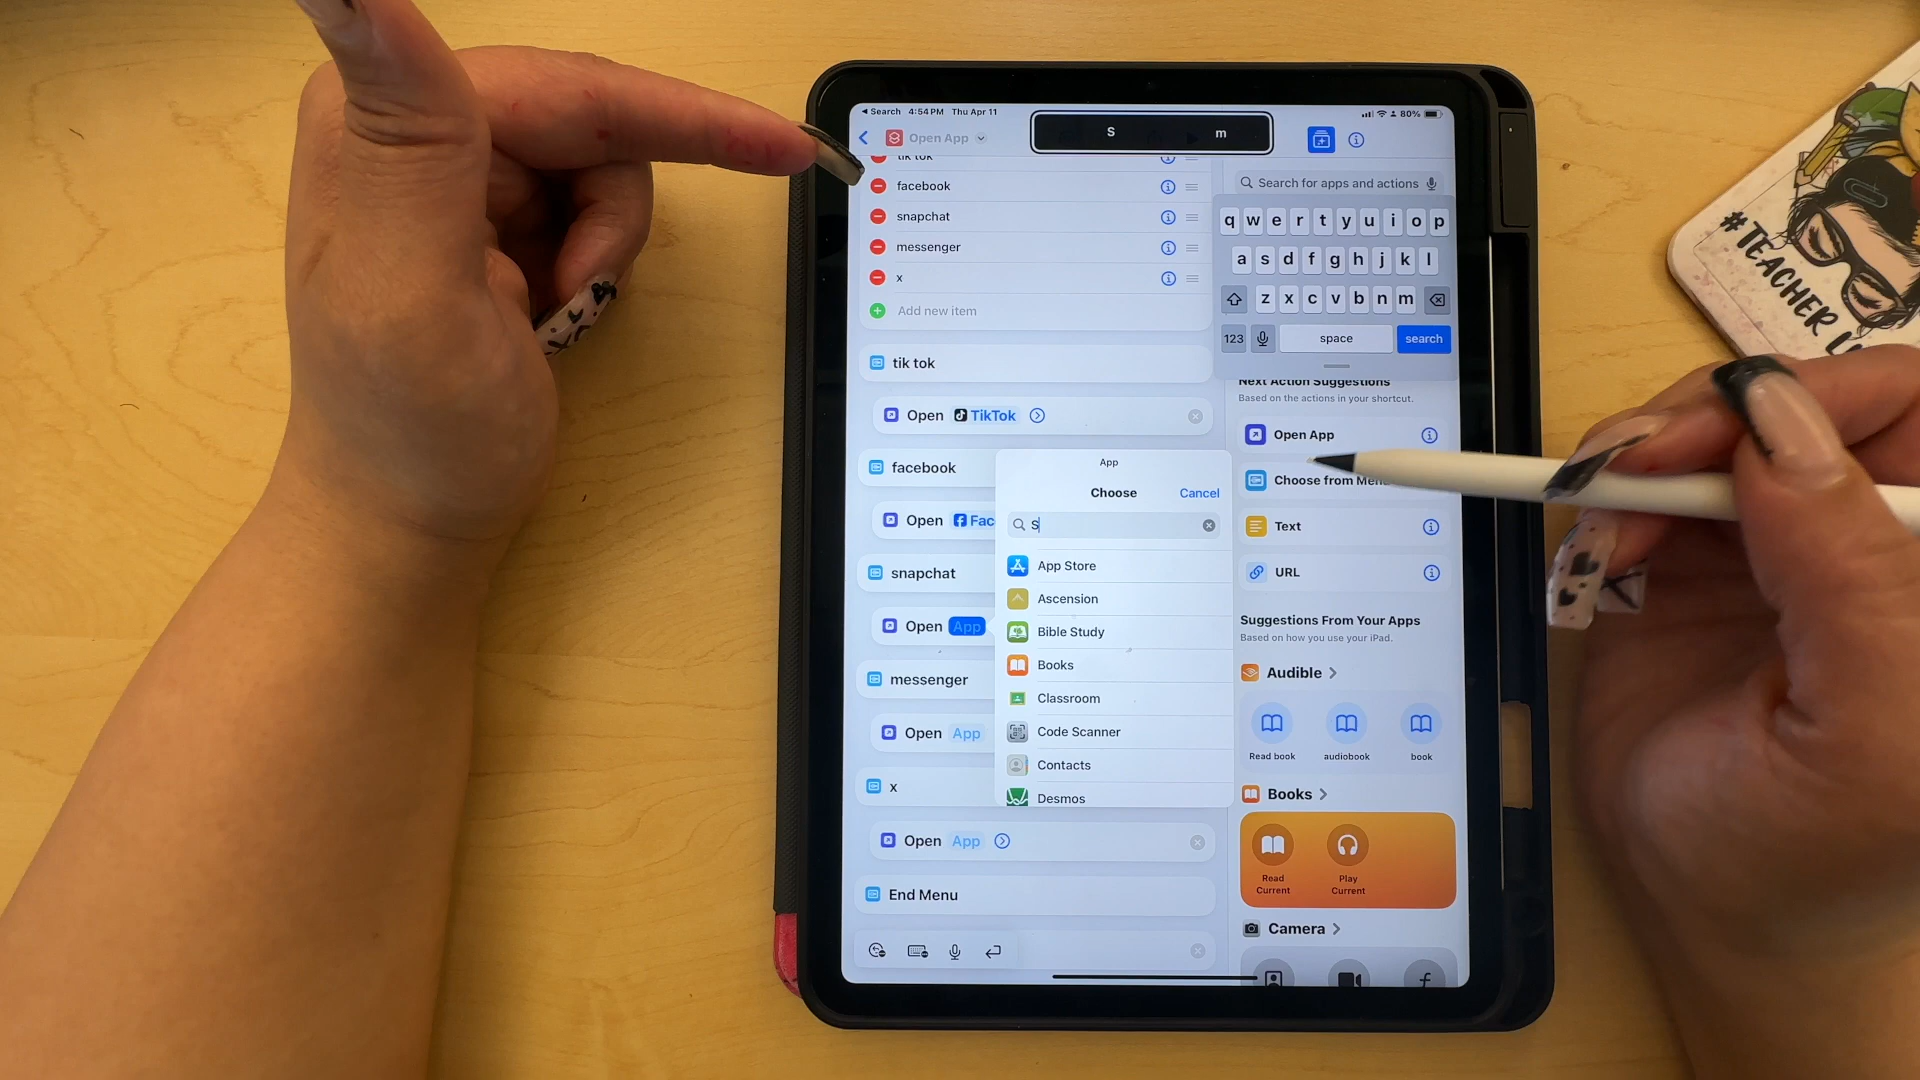 Search 4:54 PM Thu Apr 11
80%
Open App
S m
tik tok
facebook
snapchat
messenger
x
Add new item
tik tok
Open TikTok
facebook
Open Fac
snapchat
Open App
messenger
Open App
x
Open App
End Menu
App
Choose Cancel
S
App Store
Ascension
Bible Study
Books
Classroom
Code Scanner
Contacts
Desmos
Search for apps and actions
q w e r t y u i o p
a s d f g h j k l
z x c v b n m
123 space search
Next Action Suggestions
Based on the actions in your shortcut.
Open App
Choose from Menu
Text
URL
Suggestions From Your Apps
Based on how you use your iPad.
Audible
Read book audiobook book
Books
Read Current Play Current
Camera
f
#TEACHER